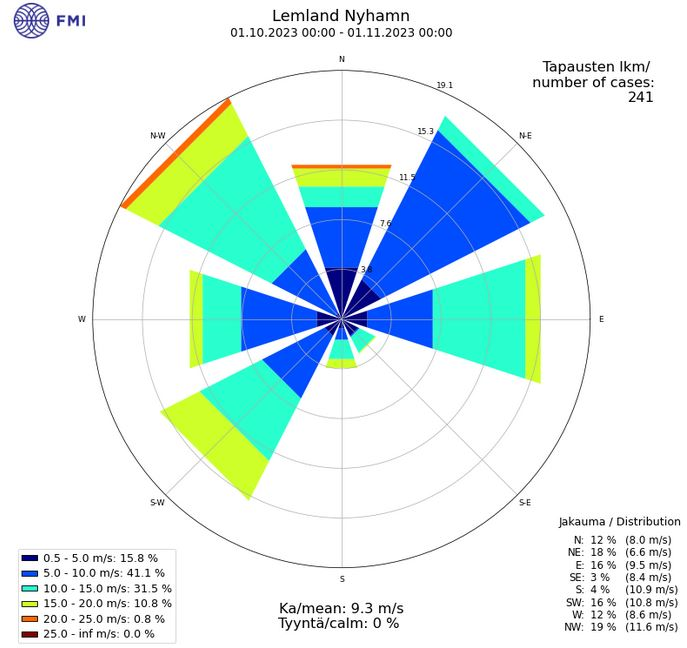 FMI
Lemland Nyhamn
01.10.2023 00:00 - 01.11.2023 00:00
Tapausten lkm/
number of cases:
241
N
19.1
N-W
15.3
N-E
11.5
7.6
3.8
W
E
S-W
S-E
S
Jakauma / Distribution
N: 12 % (8.0 m/s)
NE: 18 % (6.6 m/s)
E: 16 % (9.5 m/s)
SE: 3 % (8.4 m/s)
S: 4 % (10.9 m/s)
SW: 16 % (10.8 m/s)
W: 12 % (8.6 m/s)
NW: 19 % (11.6 m/s)
0.5 - 5.0 m/s: 15.8 %
5.0 - 10.0 m/s: 41.1 %
10.0 - 15.0 m/s: 31.5 %
15.0 - 20.0 m/s: 10.8 %
20.0 - 25.0 m/s: 0.8 %
25.0 - inf m/s: 0.0 %
Ka/mean: 9.3 m/s
Tyyntä/calm: 0 %